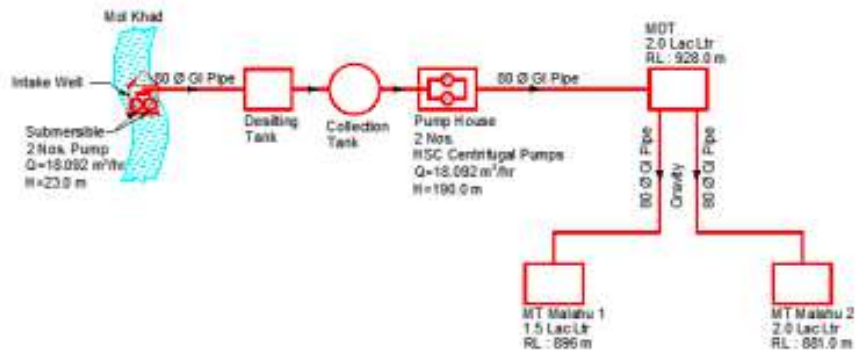 Mol Khad
Intake Well
Submersible
2 Nos. Pump
Q=18.092 m³/hr
H=23.0 m
80 Ø GI Pipe
Desilting
Tank
Collection
Tank
Pump House
2 Nos.
HSC Centrifugal Pumps
Q=18.092 m³/hr
H=190.0 m
80 Ø GI Pipe
MDT
2.0 Lac Ltr
RL : 928.0 m
80 Ø GI Pipe
Gravity
80 Ø GI Pipe
MT Malahu 1
1.5 Lac Ltr
RL : 896 m
MT Malahu 2
2.0 Lac Ltr
RL : 881.0 m